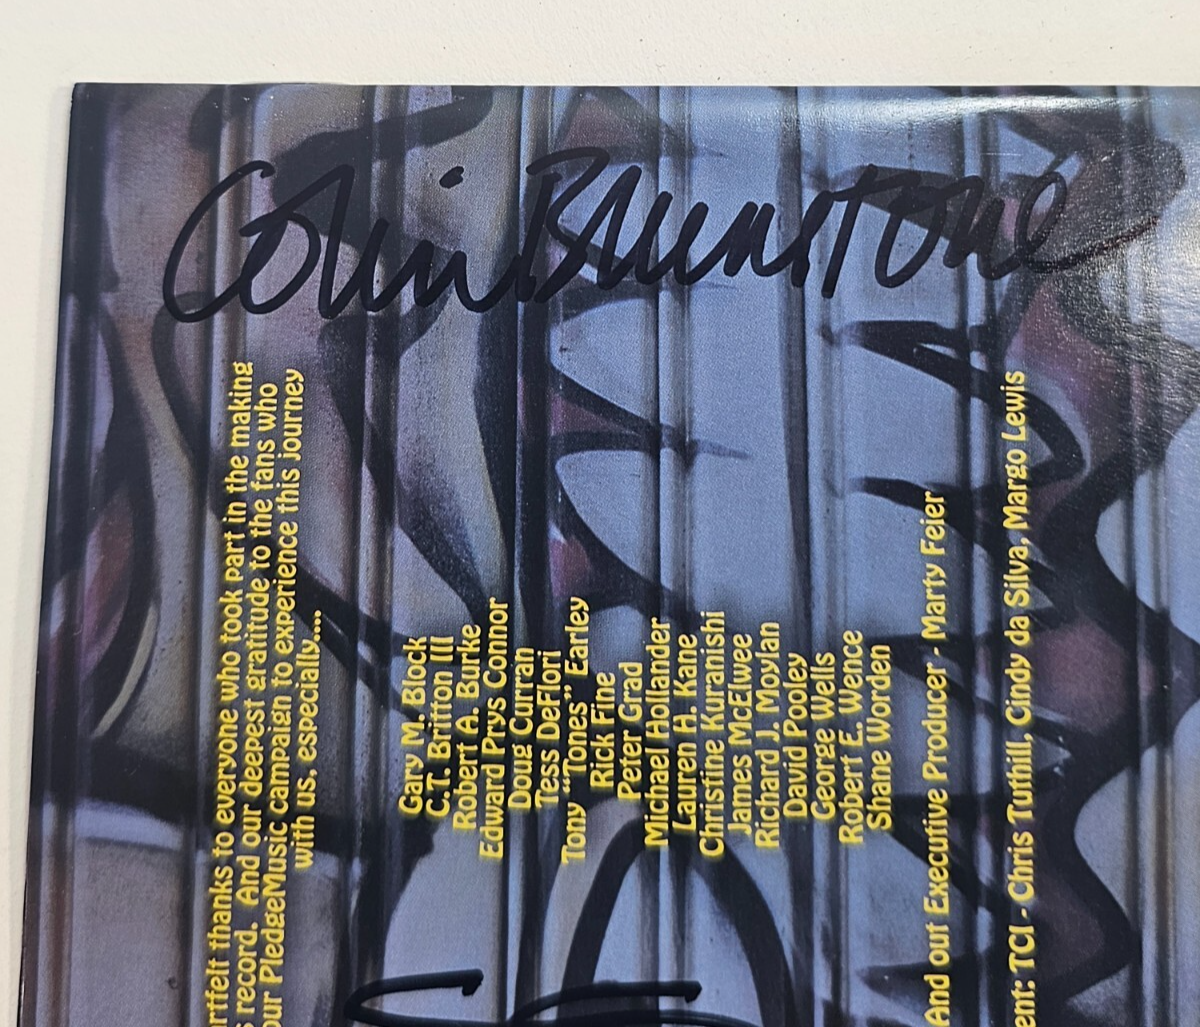 Colin Blunstone
rtfelt thanks to everyone who took part in the making
s record. And our deepest gratitude to the fans who
our PledgeMusic campaign to experience this journey
with us, especially....
Gary M. Block
C.T. Britton III
Robert A. Burke
Edward Prys Connor
Doug Curran
Tess DeFlori
Tony "Tones" Earley
Rick Fine
Peter Grad
Michael Hollander
Lauren H. Kane
Christine Kuranishi
James McElwee
Richard J. Moylan
David Pooley
George Wells
Robert E. Wence
Shane Worden
And out Executive Producer - Marty Feier
ent: TCI - Chris Tuthill, Cindy da Silva, Margo Lewis